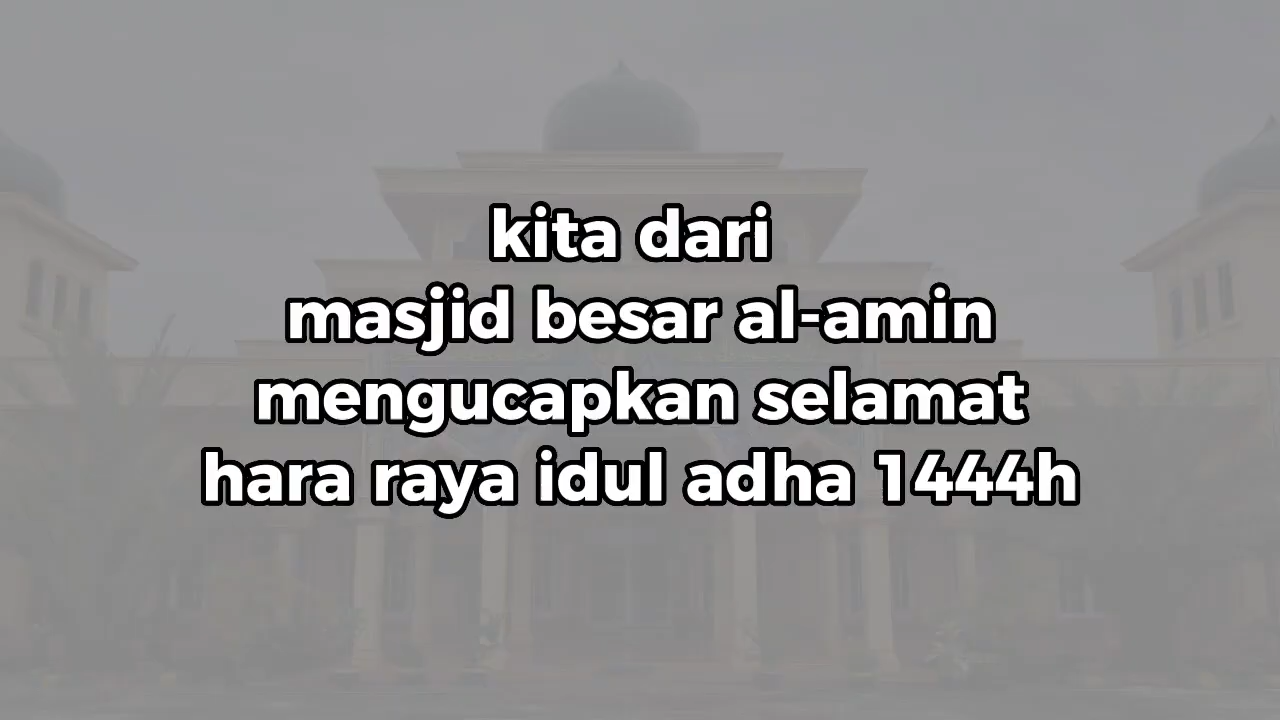 kita dari
masjid besar al-amin
mengucapkan selamat
hara raya idul adha 1444h